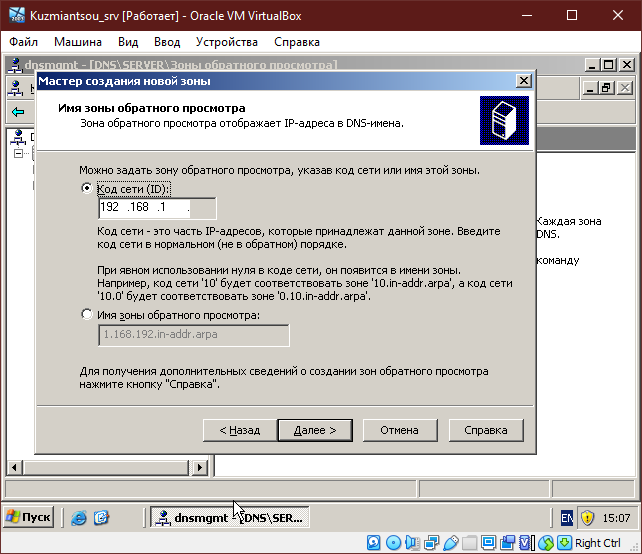 Kuzmiantsou_srv [Работает] - Oracle VM VirtualBox
Файл Машина Вид Ввод Устройства Справка
dnsmgmt - [DNS\SERVER\Зоны обратного просмотра]
Мастер создания новой зоны
Имя зоны обратного просмотра
Зона обратного просмотра отображает IP-адреса в DNS-имена.
Можно задать зону обратного просмотра, указав код сети или имя этой зоны.
Код сети (ID):
192 .168 .1 .
Код сети - это часть IP-адресов, которые принадлежат данной зоне. Введите
код сети в нормальном (не в обратном) порядке.
При явном использовании нуля в коде сети, он появится в имени зоны.
Например, код сети '10' будет соответствовать зоне '10.in-addr.arpa', а код сети
'10.0' будет соответствовать зоне '0.10.in-addr.arpa'.
Имя зоны обратного просмотра:
1.168.192.in-addr.arpa
Для получения дополнительных сведений о создании зон обратного просмотра
нажмите кнопку "Справка".
< Назад Далее > Отмена Справка
Каждая зона
DNS.
команду
Пуск dnsmgmt - [DNS\SER... EN 15:07
Right Ctrl